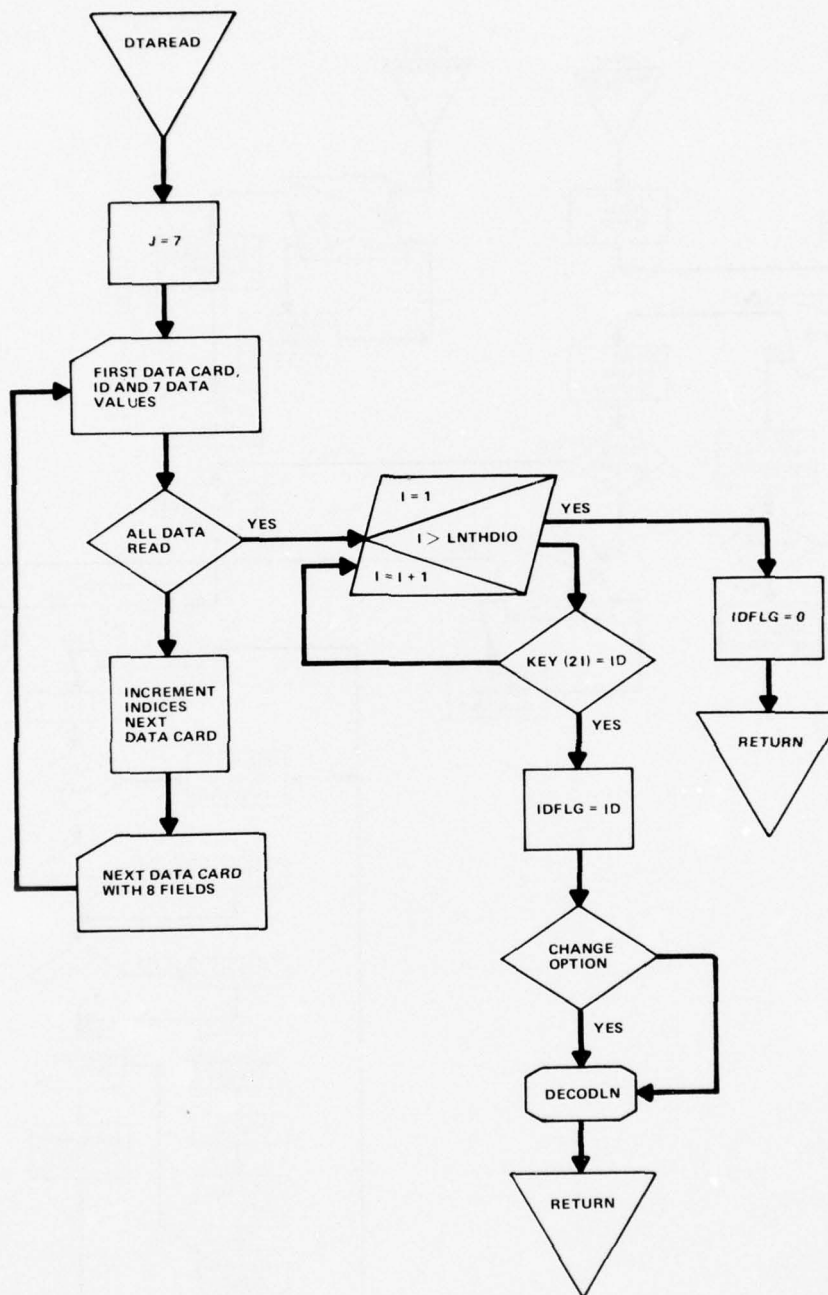 DTAREAD
J = 7
FIRST DATA CARD,
ID AND 7 DATA
VALUES
ALL DATA
READ
YES
INCREMENT
INDICES
NEXT
DATA CARD
NEXT DATA CARD
WITH 8 FIELDS
I = 1
I > LNTHDIO
I = I + 1
YES
IDFLG = 0
RETURN
KEY (2I) = ID
YES
IDFLG = ID
CHANGE
OPTION
YES
DECODLN
RETURN